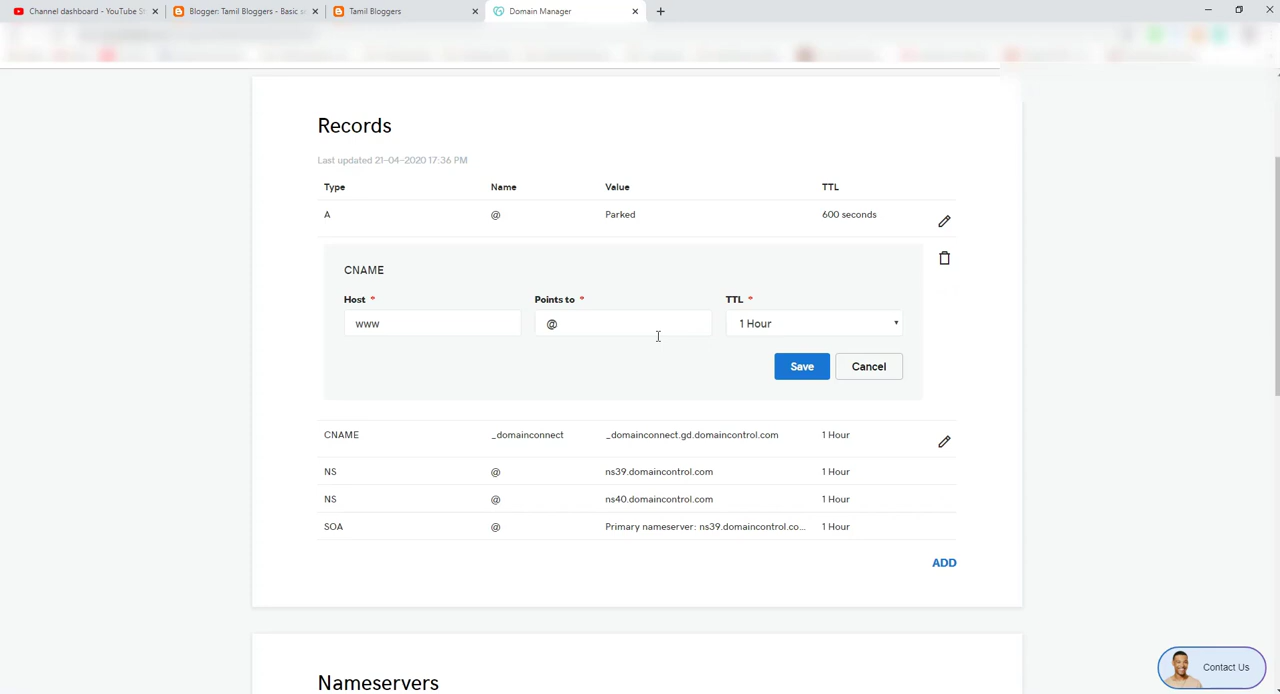 Channel dashboard - YouTube St
Blogger: Tamil Bloggers - Basic s
Tamil Bloggers
Domain Manager
Records
Last updated 21-04-2020 17:36 PM
Type Name Value TTL
A @ Parked 600 seconds
CNAME
Host * Points to * TTL *
www @ 1 Hour
Save Cancel
CNAME _domainconnect _domainconnect.gd.domaincontrol.com 1 Hour
NS @ ns39.domaincontrol.com 1 Hour
NS @ ns40.domaincontrol.com 1 Hour
SOA @ Primary nameserver: ns39.domaincontrol.co... 1 Hour
ADD
Contact Us
Nameservers